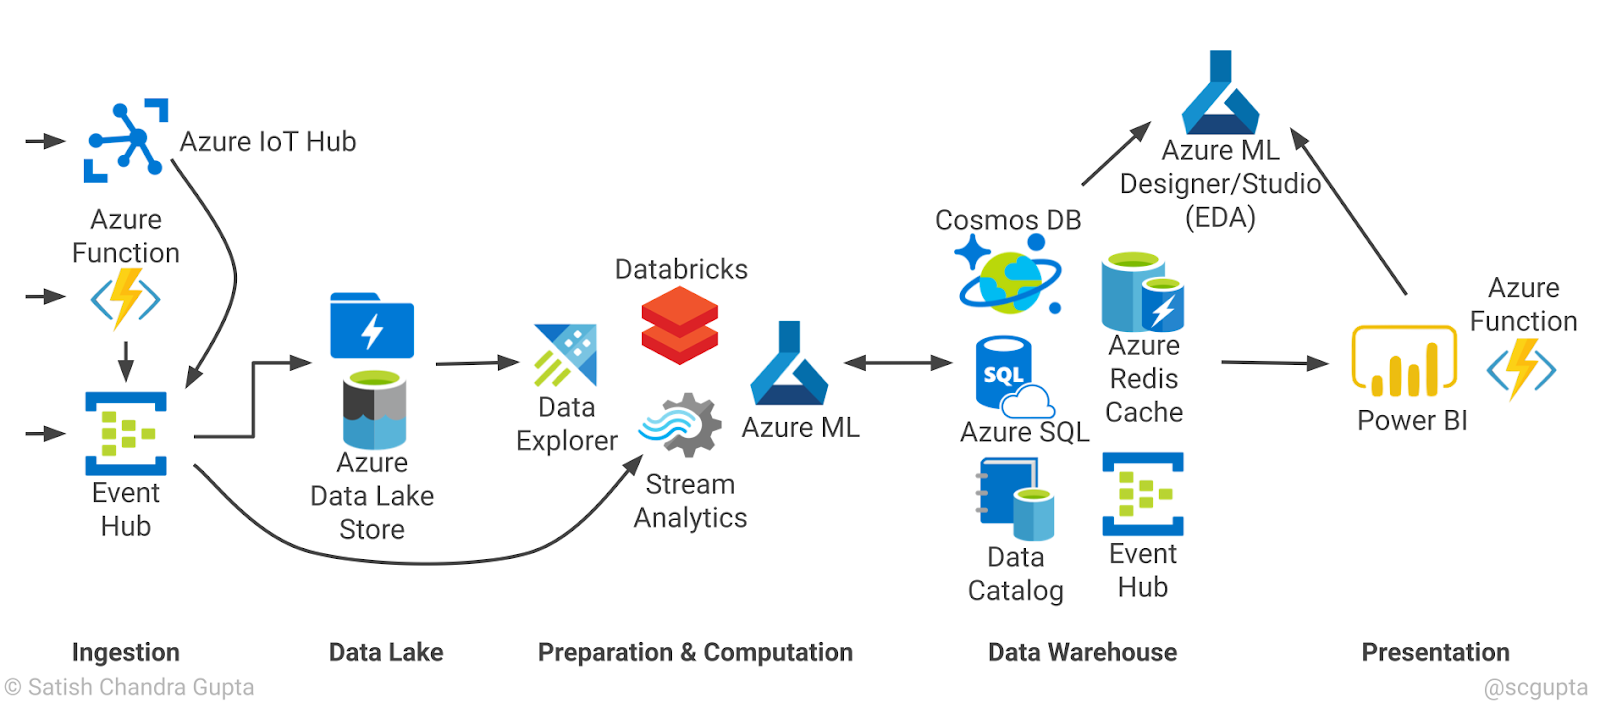 Azure IoT Hub
Azure
Function
Event
Hub
Azure
Data Lake
Store
Databricks
Data
Explorer
Stream
Analytics
Azure ML
Cosmos DB
SQL
Azure SQL
Azure
Redis
Cache
Data
Catalog
Event
Hub
Azure ML
Designer/Studio
(EDA)
Azure
Function
Power BI
Ingestion
Data Lake
Preparation & Computation
Data Warehouse
Presentation
© Satish Chandra Gupta
@scgupta